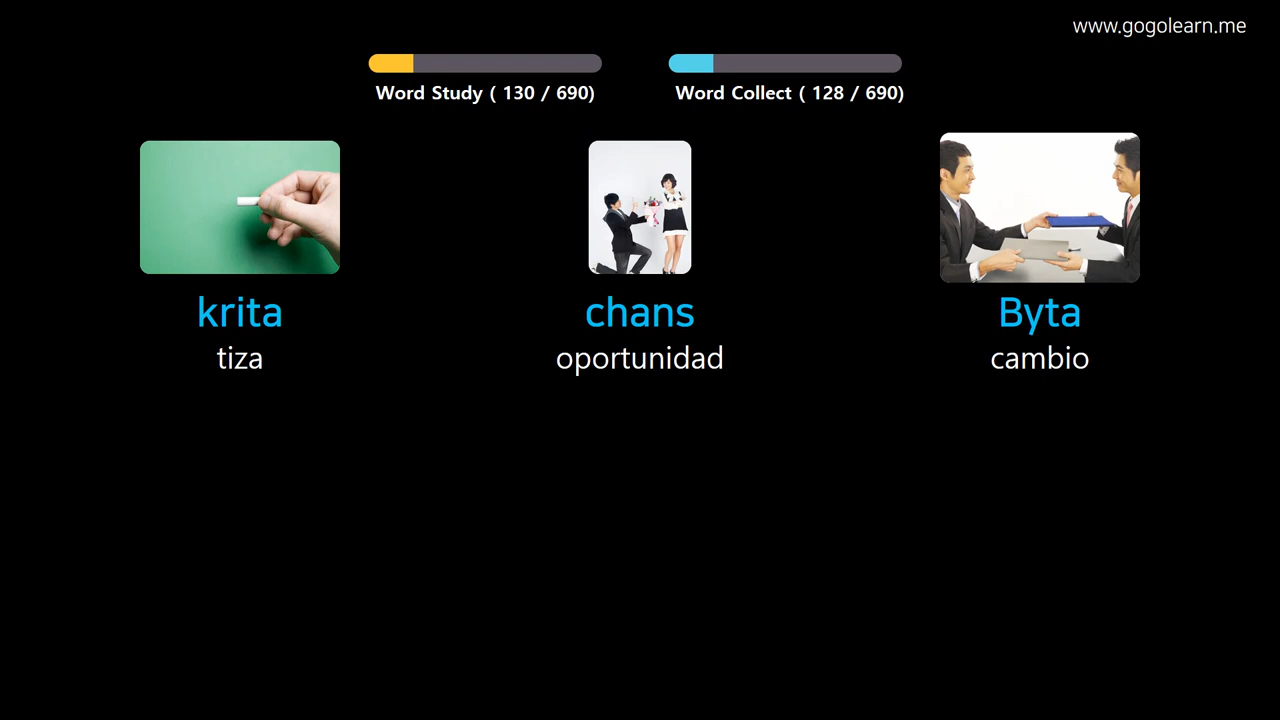 www.gogolearn.me
Word Study ( 130 / 690)
Word Collect ( 128 / 690)
krita
tiza
chans
oportunidad
Byta
cambio